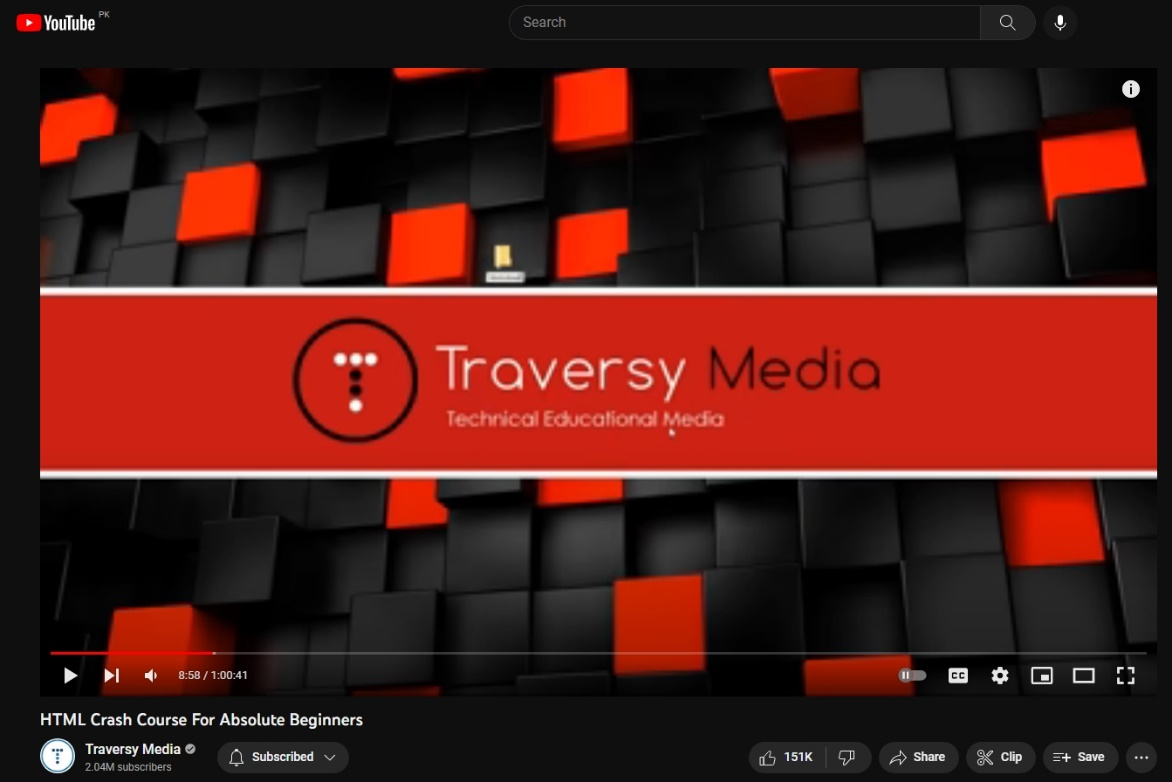 YouTube PK
Search
Traversy Media
Technical Educational Media
8:58 / 1:00:41
CC
HTML Crash Course For Absolute Beginners
Traversy Media
2.04M subscribers
Subscribed
151K
Share
Clip
Save